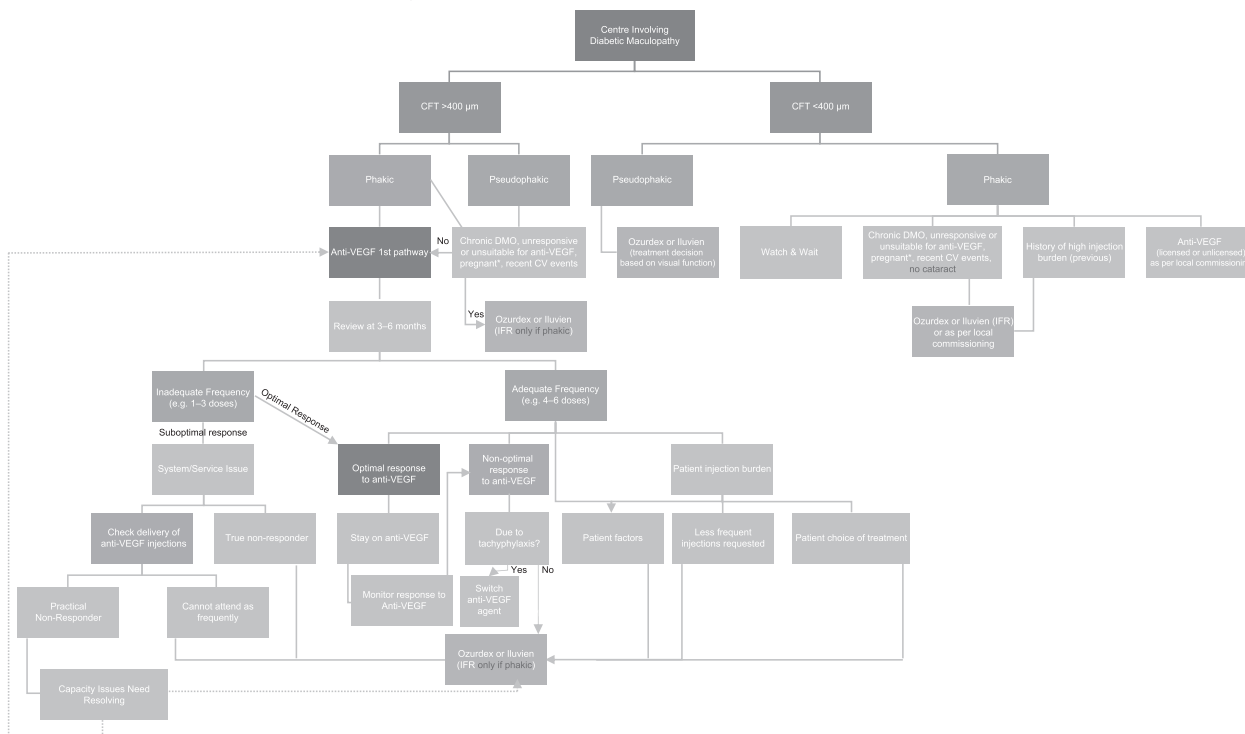 Centre Involving
Diabetic Maculopathy
CFT >400 µm
CFT <400 µm
Phakic
Pseudophakic
Pseudophakic
Phakic
Anti-VEGF 1st pathway
No
Chronic DMO, unresponsive
or unsuitable for anti-VEGF,
pregnant*, recent CV events
Ozurdex or Iluvien
(treatment decision
based on visual function)
Watch & Wait
Chronic DMO, unresponsive or
unsuitable for anti-VEGF,
pregnant*, recent CV events,
no cataract
History of high injection
burden (previous)
Anti-VEGF
(licensed or unlicensed)
as per local commissioning
Review at 3–6 months
Yes
Ozurdex or Iluvien
(IFR only if phakic)
Ozurdex or Iluvien (IFR)
or as per local
commissioning
Inadequate Frequency
(e.g. 1–3 doses)
Optimal Response
Adequate Frequency
(e.g. 4–6 doses)
Suboptimal response
System/Service Issue
Optimal response
to anti-VEGF
Non-optimal
response
to anti-VEGF
Patient injection burden
Check delivery of
anti-VEGF injections
True non-responder
Stay on anti-VEGF
Due to
tachyphylaxis?
Patient factors
Less frequent
injections requested
Patient choice of treatment
Yes
No
Practical
Non-Responder
Cannot attend as
frequently
Monitor response to
Anti-VEGF
Switch
anti-VEGF
agent
Ozurdex or Iluvien
(IFR only if phakic)
Capacity Issues Need
Resolving